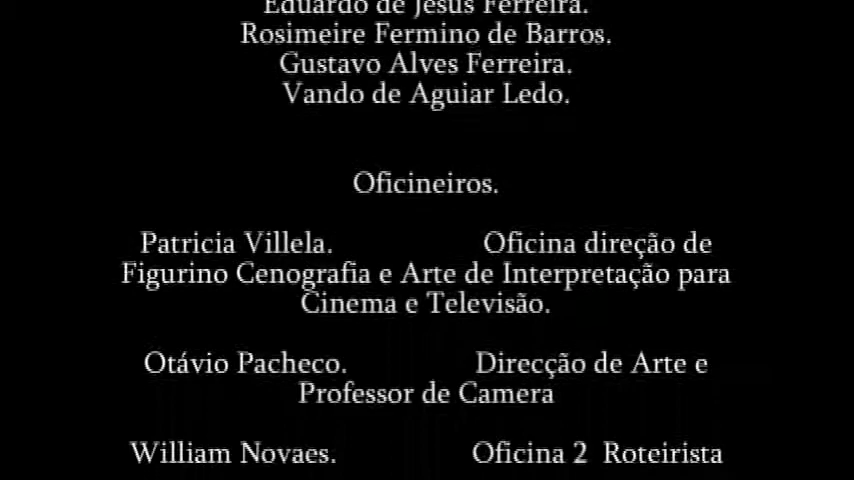 Eduardo de Jesus Ferreira.
Rosimeire Fermino de Barros.
Gustavo Alves Ferreira.
Vando de Aguiar Ledo.
Oficineiros.
Patricia Villela. Oficina direção de
Figurino Cenografia e Arte de Interpretação para
Cinema e Televisão.
Otávio Pacheco. Direcção de Arte e
Professor de Camera
William Novaes. Oficina 2 Roteirista